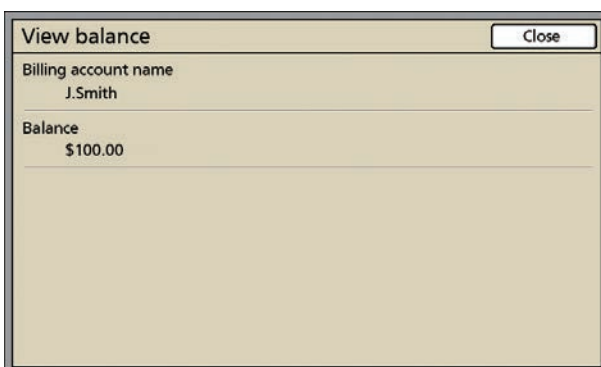 View balance
Close
Billing account name
J.Smith
Balance
$100.00